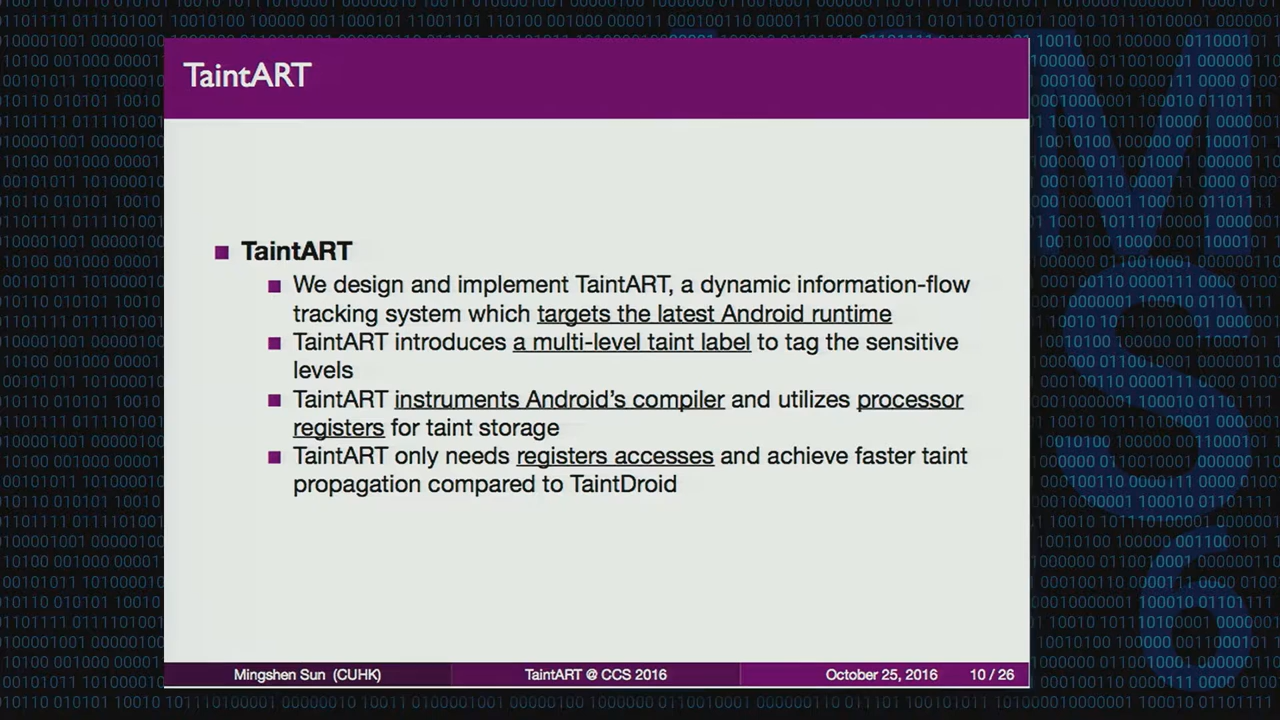 TaintART
TaintART
We design and implement TaintART, a dynamic information-flow
tracking system which targets the latest Android runtime
TaintART introduces a multi-level taint label to tag the sensitive
levels
TaintART instruments Android's compiler and utilizes processor
registers for taint storage
TaintART only needs registers accesses and achieve faster taint
propagation compared to TaintDroid
Mingshen Sun (CUHK)
TaintART @ CCS 2016
October 25, 2016
10 / 26